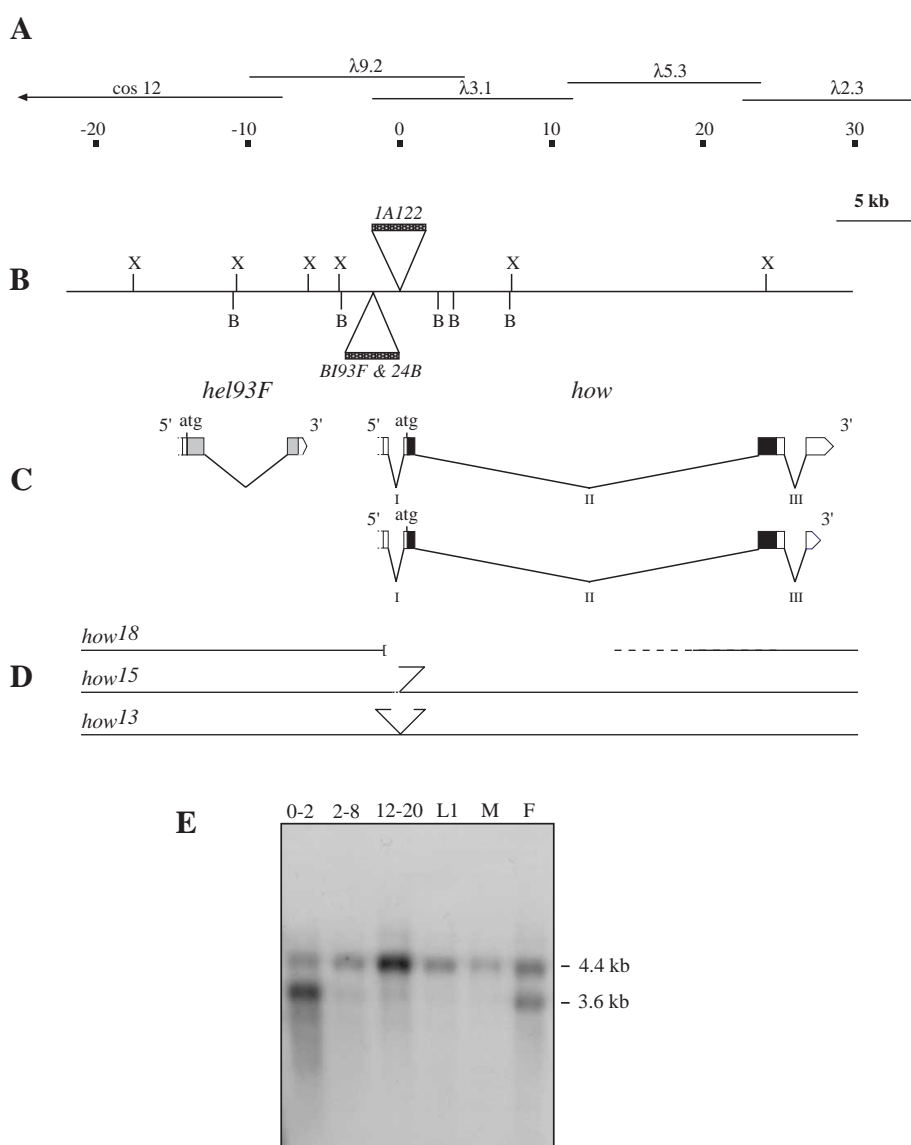 A
λ9.2 λ5.3
cos 12 λ3.1 λ2.3
-20 -10 0 10 20 30
5 kb
1A122
B
X X X X X X
B B B B B
BI93F & 24B
hel93F how
C
5' atg 3' 5' atg 3'
I II III
5' atg 3'
I II III
D
how18
how15
how13
E
0-2 2-8 12-20 L1 M F
– 4.4 kb
– 3.6 kb